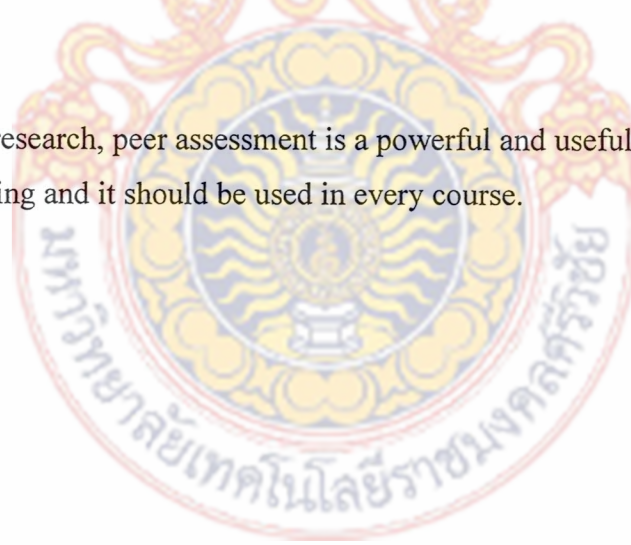 research, peer assessment is a powerful and useful
ing and it should be used in every course.
มหาวิทยาลัยเทคโนโลยีราชมงคลศรีวิชัย